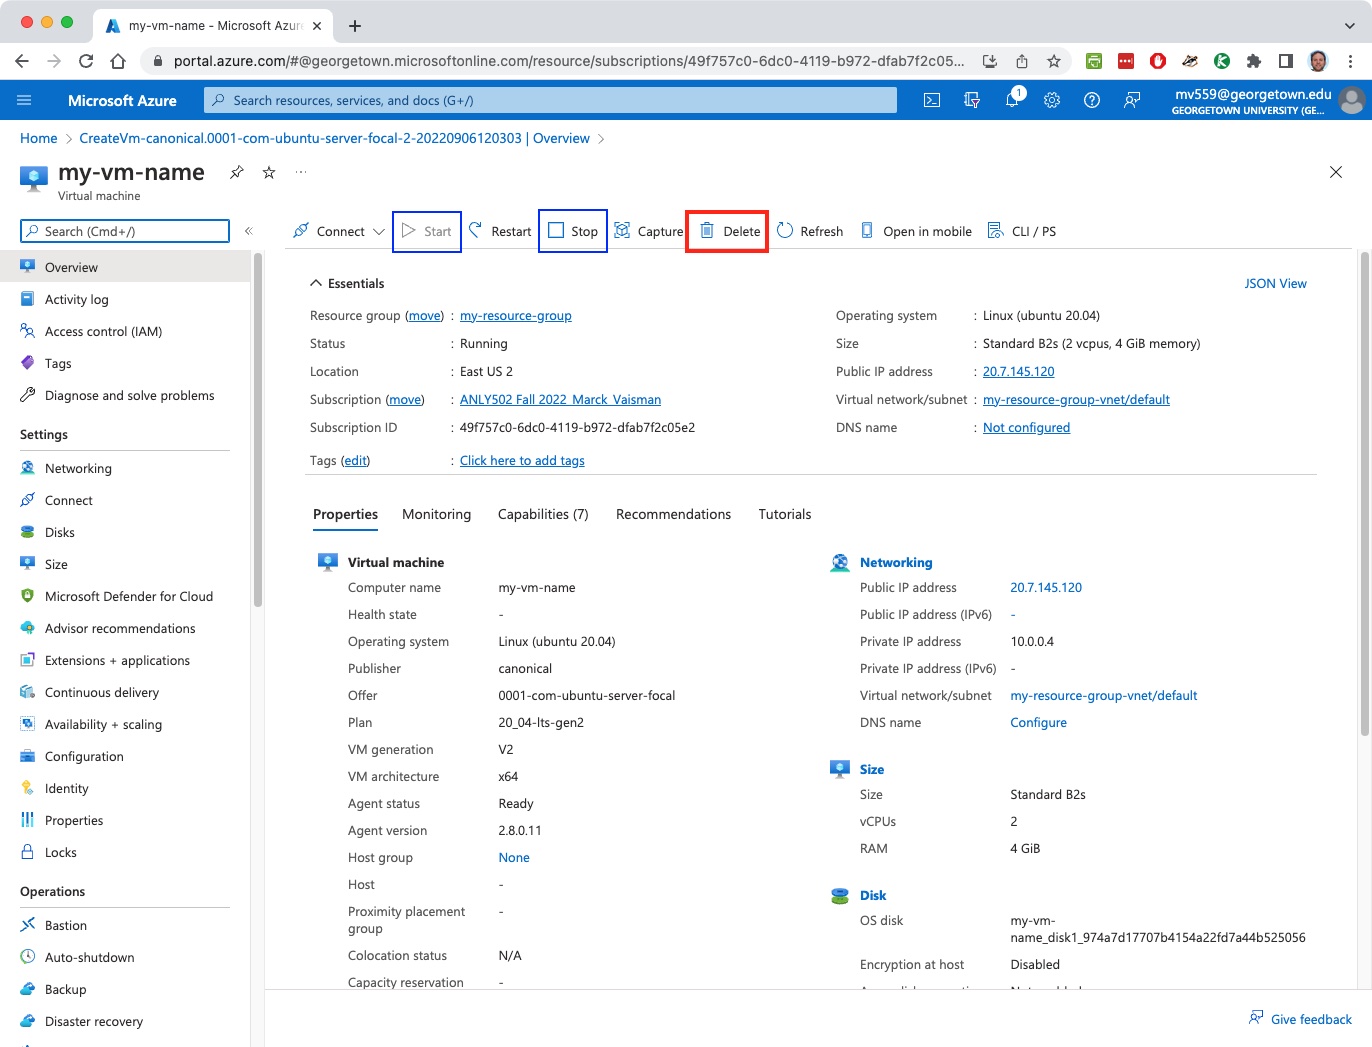 my-vm-name - Microsoft Azure
portal.azure.com/#@georgetown.microsoftonline.com/resource/subscriptions/49f757c0-6dc0-4119-b972-dfab7f2c05...
Microsoft Azure
Search resources, services, and docs (G+/)
1
mv559@georgetown.edu
GEORGETOWN UNIVERSITY (GE...
Home > CreateVm-canonical.0001-com-ubuntu-server-focal-2-20220906120303 | Overview >
my-vm-name
Virtual machine
Search (Cmd+/)
Connect
Start
Restart
Stop
Capture
Delete
Refresh
Open in mobile
CLI / PS
Overview
Activity log
Access control (IAM)
Tags
Diagnose and solve problems
Settings
Networking
Connect
Disks
Size
Microsoft Defender for Cloud
Advisor recommendations
Extensions + applications
Continuous delivery
Availability + scaling
Configuration
Identity
Properties
Locks
Operations
Bastion
Auto-shutdown
Backup
Disaster recovery
Essentials
JSON View
Resource group (move) : my-resource-group
Status : Running
Location : East US 2
Subscription (move) : ANLY502 Fall 2022 Marck Vaisman
Subscription ID : 49f757c0-6dc0-4119-b972-dfab7f2c05e2
Tags (edit) : Click here to add tags
Operating system : Linux (ubuntu 20.04)
Size : Standard B2s (2 vcpus, 4 GiB memory)
Public IP address : 20.7.145.120
Virtual network/subnet : my-resource-group-vnet/default
DNS name : Not configured
Properties
Monitoring
Capabilities (7)
Recommendations
Tutorials
Virtual machine
Computer name my-vm-name
Health state -
Operating system Linux (ubuntu 20.04)
Publisher canonical
Offer 0001-com-ubuntu-server-focal
Plan 20_04-lts-gen2
VM generation V2
VM architecture x64
Agent status Ready
Agent version 2.8.0.11
Host group None
Host -
Proximity placement -
group
Colocation status N/A
Capacity reservation -
Networking
Public IP address 20.7.145.120
Public IP address (IPv6) -
Private IP address 10.0.0.4
Private IP address (IPv6) -
Virtual network/subnet my-resource-group-vnet/default
DNS name Configure
Size
Size Standard B2s
vCPUs 2
RAM 4 GiB
Disk
OS disk my-vm-
name_disk1_974a7d17707b4154a22fd7a44b525056
Encryption at host Disabled
Give feedback